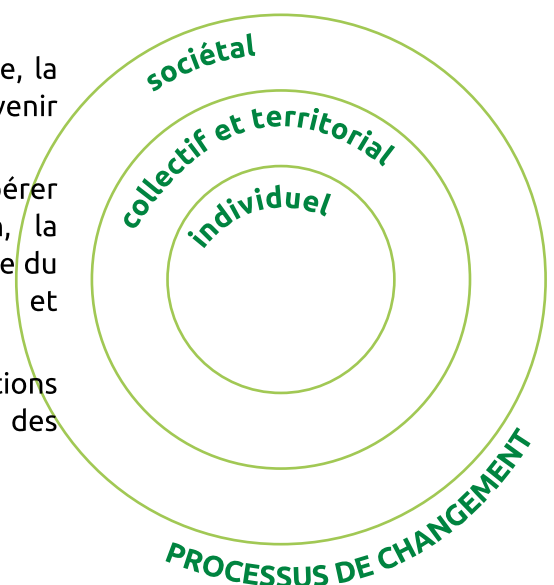 e, la
venir
érer
, la
e du
et
tions
des
sociétal
collectif et territorial
individuel
PROCESSUS DE CHANGEMENT